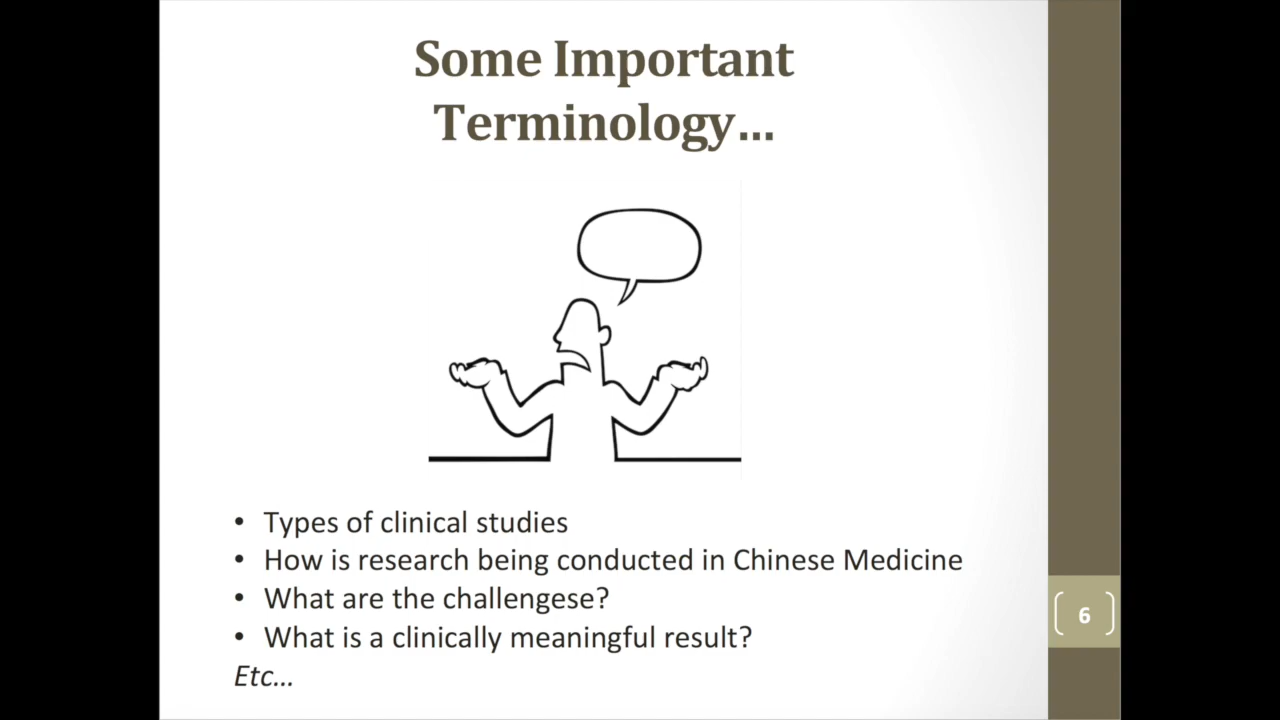 Some Important
Terminology…
• Types of clinical studies
• How is research being conducted in Chinese Medicine
• What are the challengese?
• What is a clinically meaningful result?
Etc…
6